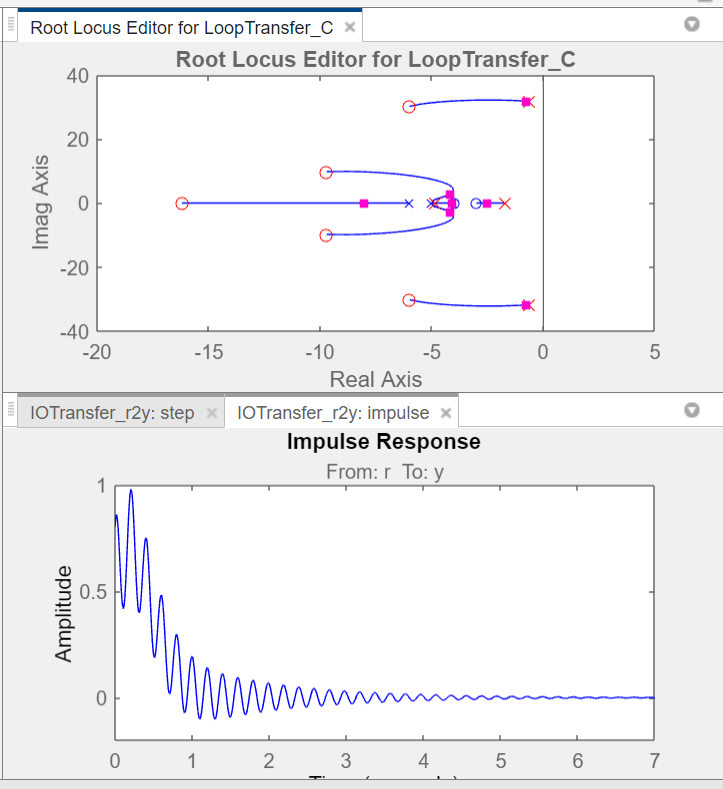 Root Locus Editor for LoopTransfer_C
Root Locus Editor for LoopTransfer_C
40
20
0
-20
-40
Imag Axis
-20 -15 -10 -5 0 5
Real Axis
IOTransfer_r2y: step IOTransfer_r2y: impulse
Impulse Response
From: r To: y
1
0.5
0
Amplitude
0 1 2 3 4 5 6 7